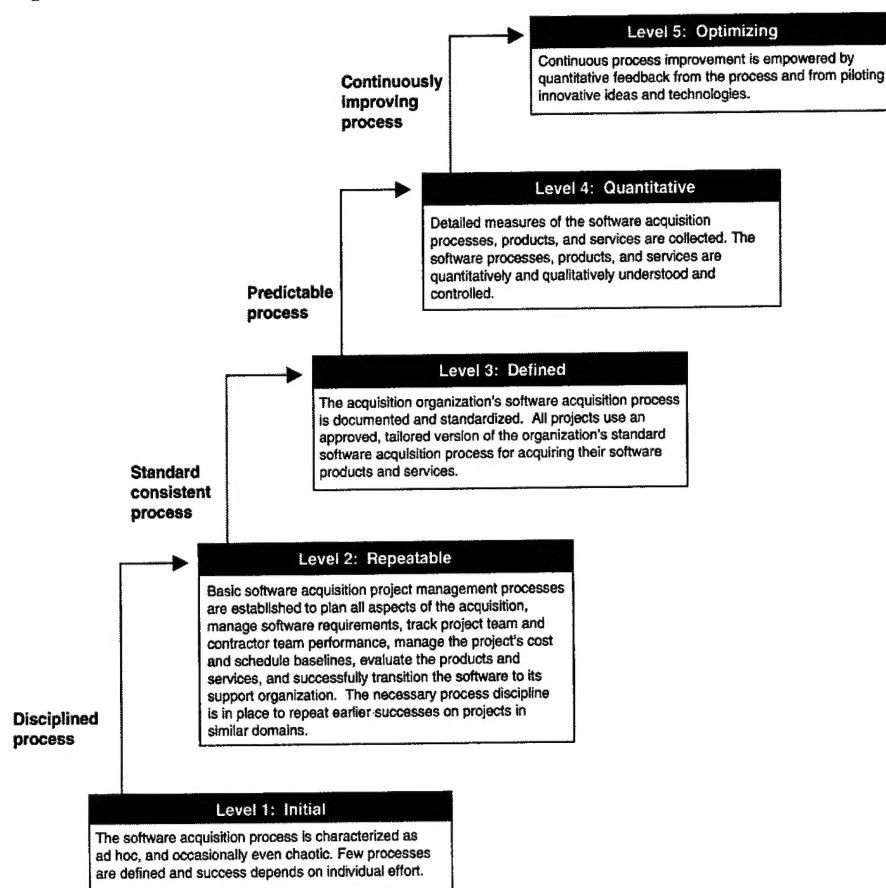 Level 5: Optimizing
Continuous process improvement is empowered by
quantitative feedback from the process and from piloting
innovative ideas and technologies.
Continuously
improving
process
Level 4: Quantitative
Detailed measures of the software acquisition
processes, products, and services are collected. The
software processes, products, and services are
quantitatively and qualitatively understood and
controlled.
Predictable
process
Level 3: Defined
The acquisition organization's software acquisition process
is documented and standardized. All projects use an
approved, tailored version of the organization's standard
software acquisition process for acquiring their software
products and services.
Standard
consistent
process
Level 2: Repeatable
Basic software acquisition project management processes
are established to plan all aspects of the acquisition,
manage software requirements, track project team and
contractor team performance, manage the project's cost
and schedule baselines, evaluate the products and
services, and successfully transition the software to its
support organization. The necessary process discipline
is in place to repeat earlier successes on projects in
similar domains.
Disciplined
process
Level 1: Initial
The software acquisition process is characterized as
ad hoc, and occasionally even chaotic. Few processes
are defined and success depends on individual effort.